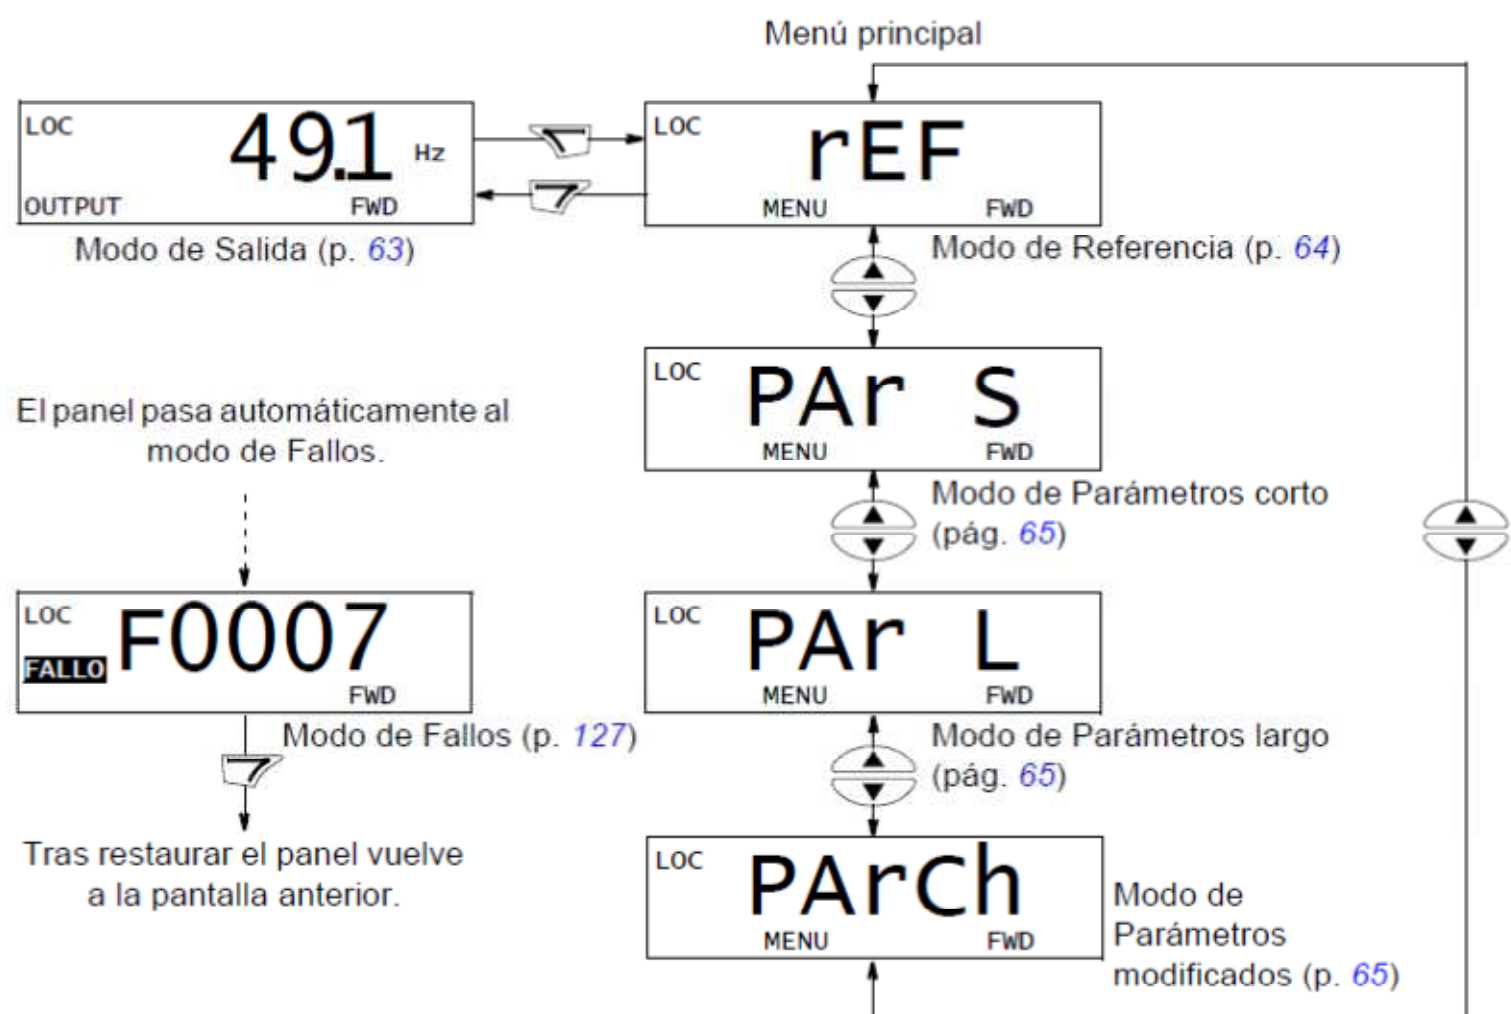 Menú principal
LOC
49.1 Hz
OUTPUT FWD
Modo de Salida (p. 63)
LOC
rEF
MENU FWD
Modo de Referencia (p. 64)
LOC
PAr S
MENU FWD
Modo de Parámetros corto
(pág. 65)
El panel pasa automáticamente al
modo de Fallos.
LOC
F0007
FALLO
FWD
Modo de Fallos (p. 127)
Tras restaurar el panel vuelve
a la pantalla anterior.
LOC
PAr L
MENU FWD
Modo de Parámetros largo
(pág. 65)
LOC
PArCh
MENU FWD
Modo de
Parámetros
modificados (p. 65)